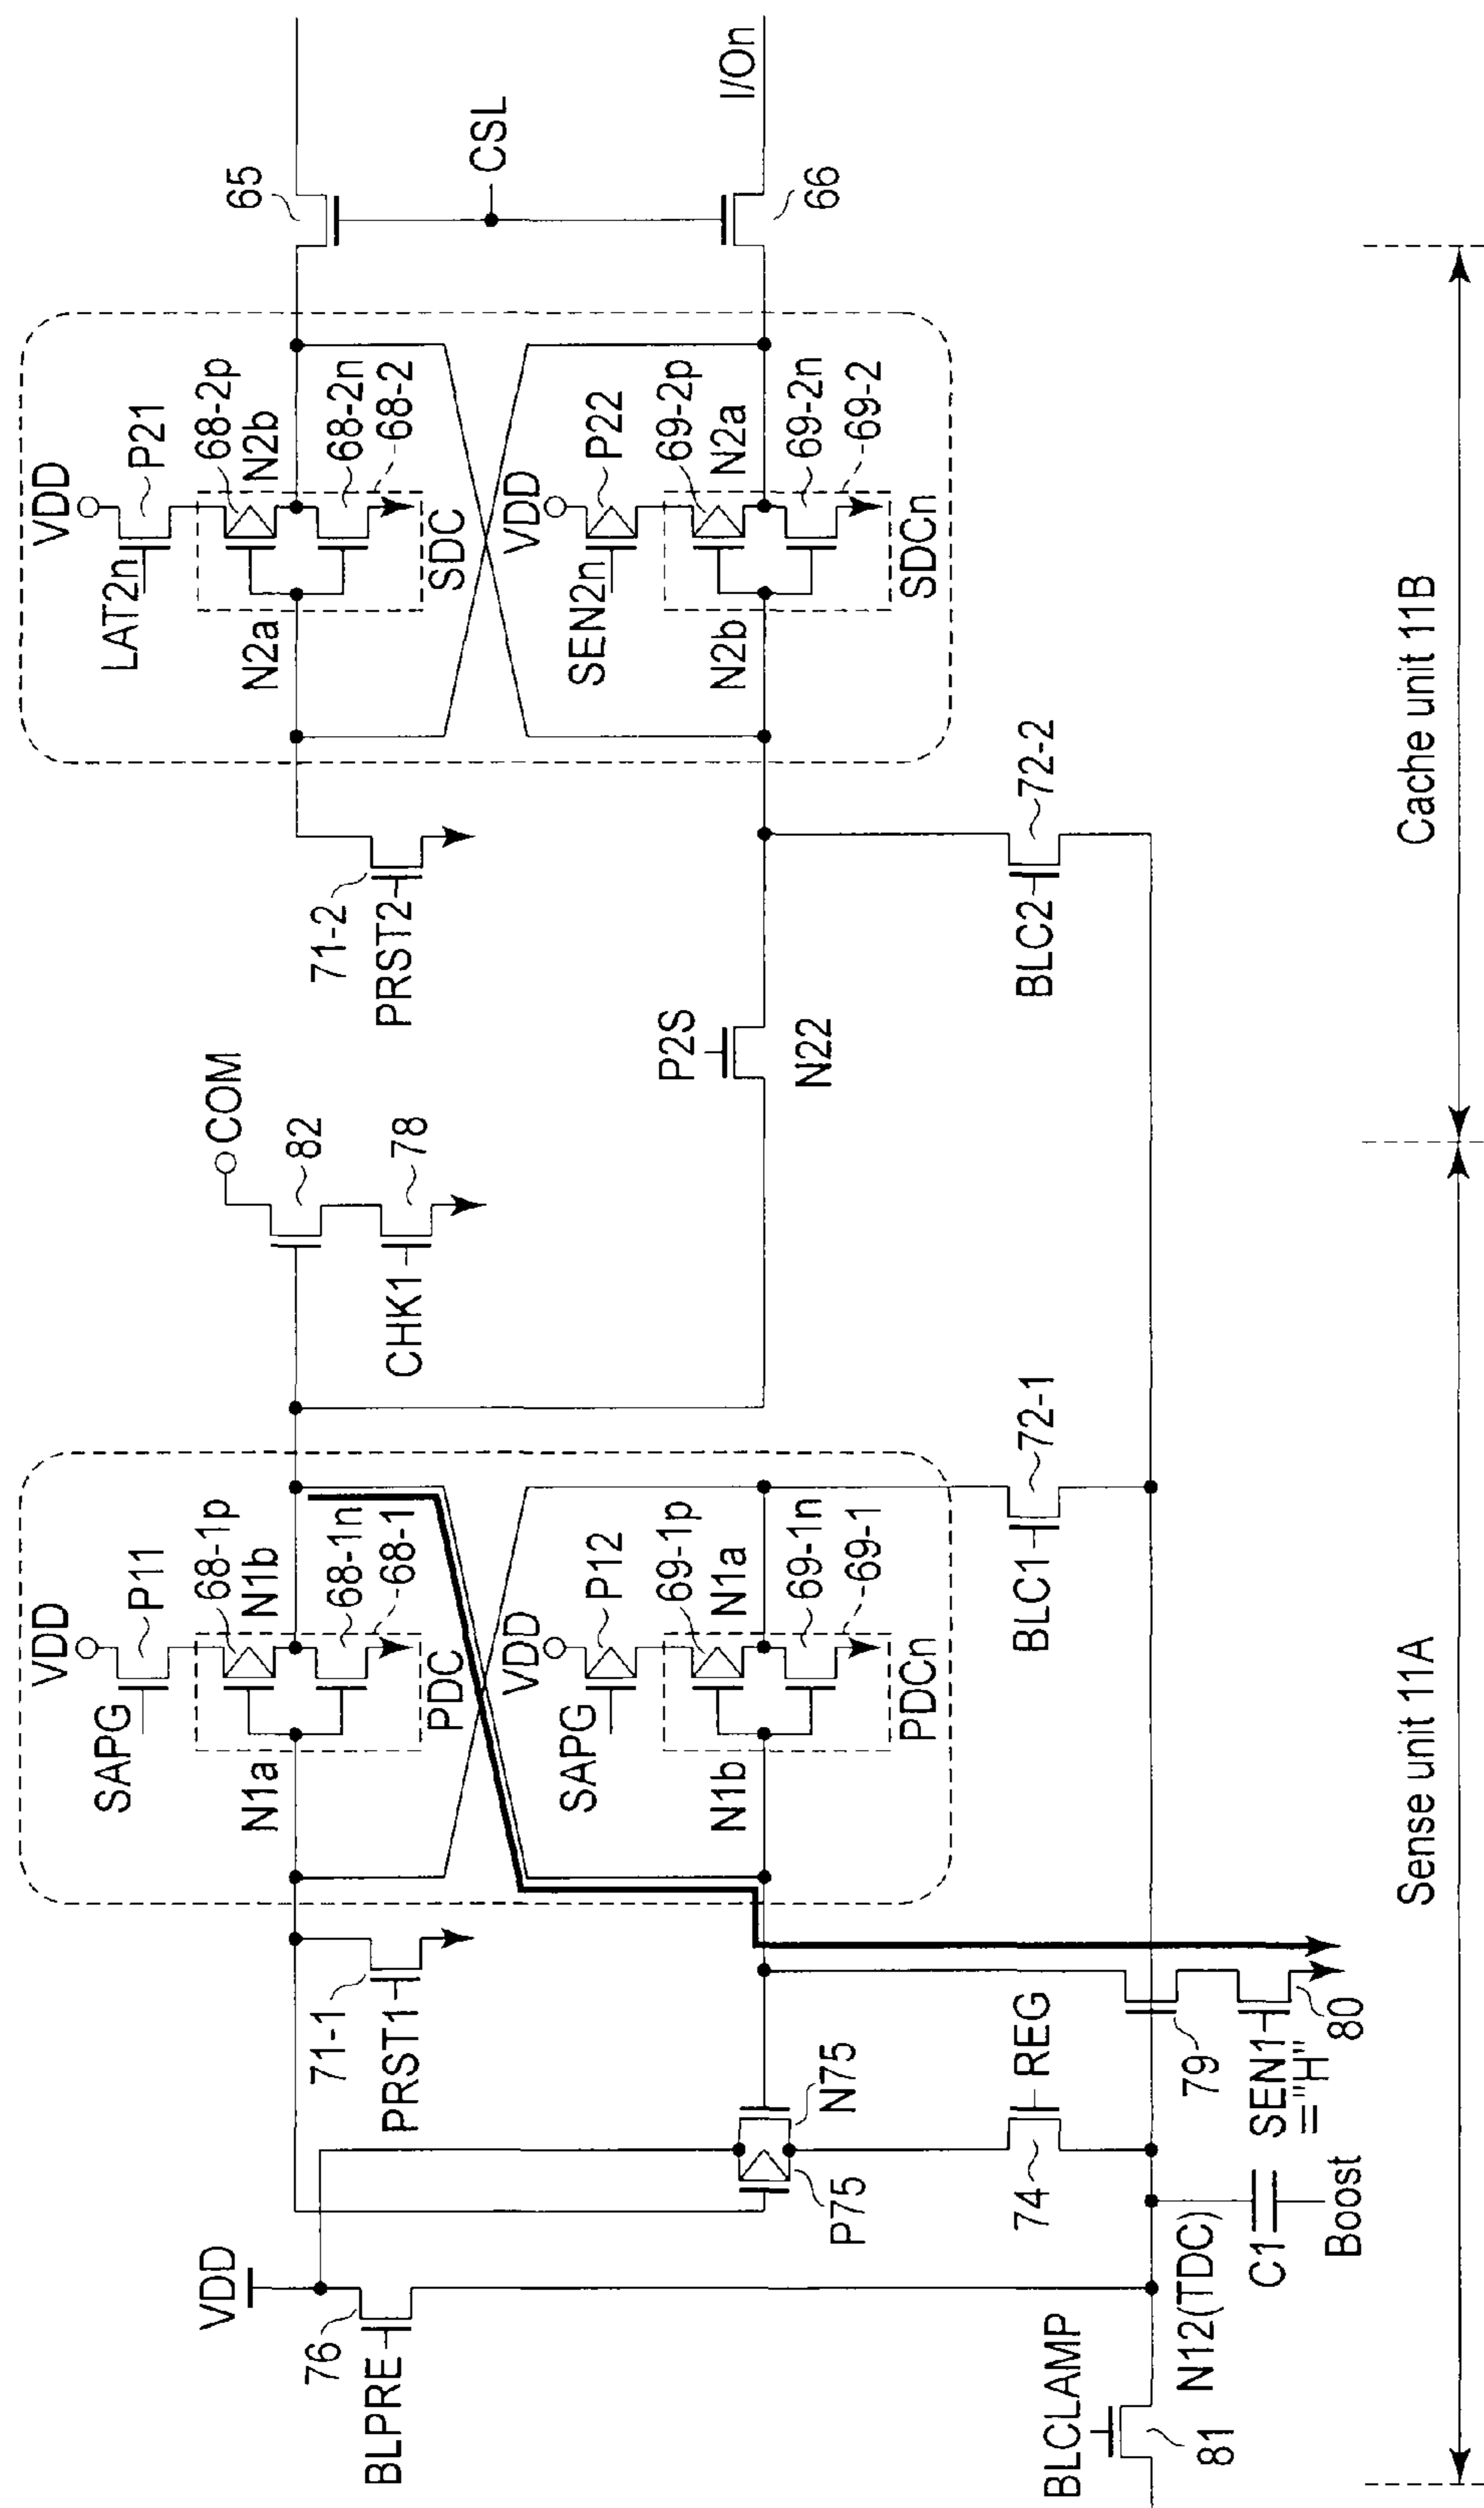 I/On
65
CSL
66
VDD
P21
LAT2n
68-2p
N2b
68-2n
68-2
N2a
SDC
VDD
P22
SEN2n
69-2p
N2a
69-2n
69-2
N2b
SDCn
71-2
PRST2
72-2
BLC2
P2S
N22
COM
82
78
CHK1
VDD
P11
SAPG
68-1p
N1b
68-1n
68-1
N1a
PDC
VDD
P12
SAPG
69-1p
N1a
69-1n
69-1
N1b
PDCn
72-1
BLC1
71-1
PRST1
N75
P75
REG
74
79
SEN1
="H"
80
C1
Boost
N12(TDC)
VDD
76
BLPRE
BLCLAMP
81
Sense unit 11A
Cache unit 11B